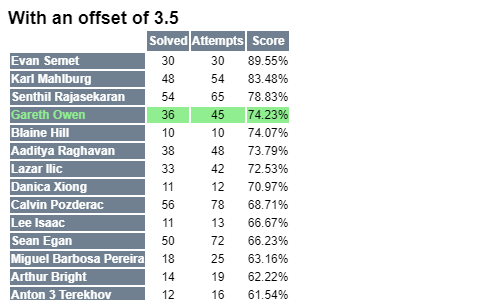 With an offset of 3.5
Solved Attempts Score
Evan Semet 30 30 89.55%
Karl Mahlburg 48 54 83.48%
Senthil Rajasekaran 54 65 78.83%
Gareth Owen 36 45 74.23%
Blaine Hill 10 10 74.07%
Aaditya Raghavan 38 48 73.79%
Lazar Ilic 33 42 72.53%
Danica Xiong 11 12 70.97%
Calvin Pozderac 56 78 68.71%
Lee Isaac 11 13 66.67%
Sean Egan 50 72 66.23%
Miguel Barbosa Pereira 18 25 63.16%
Arthur Bright 14 19 62.22%
Anton 3 Terekhov 12 16 61.54%